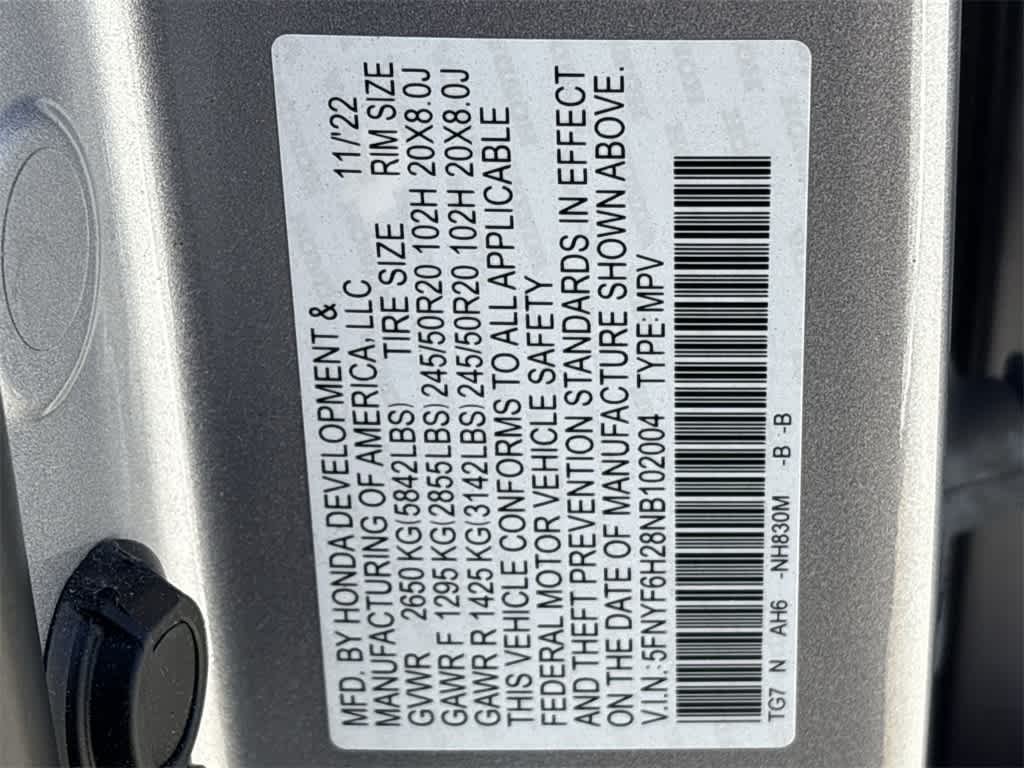 MFD. BY HONDA DEVELOPMENT &
MANUFACTURING OF AMERICA, LLC 11/'22
GVWR 2650 KG(5842LBS) TIRE SIZE RIM SIZE
GAWR F 1295 KG(2855LBS) 245/50R20 102H 20X8.0J
GAWR R 1425 KG(3142LBS) 245/50R20 102H 20X8.0J
THIS VEHICLE CONFORMS TO ALL APPLICABLE
FEDERAL MOTOR VEHICLE SAFETY
AND THEFT PREVENTION STANDARDS IN EFFECT
ON THE DATE OF MANUFACTURE SHOWN ABOVE.
V.I.N.: 5FNYF6H28NB102004 TYPE: MPV
TG7 N AH6 -NH830M -B -B